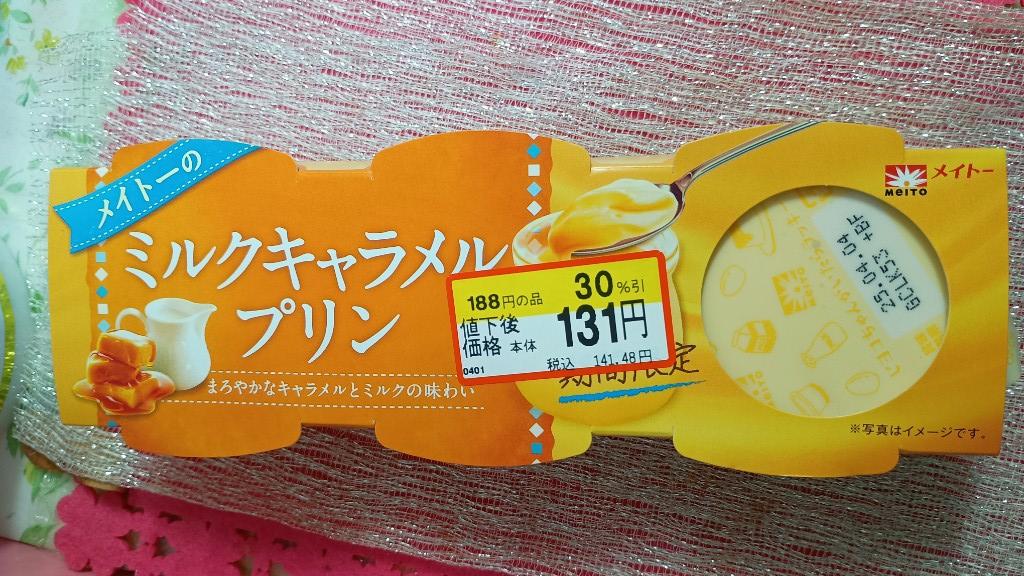 メイトーの
ミルクキャラメル
プリン
まろやかなキャラメルとミルクの味わい
188円の品 30%引
値下後
価格 本体 131円
税込 141.48円
0401
期間限定
MEITO メイトー
25.04.04 +BF
GCLK53
MEITO
※写真はイメージです。